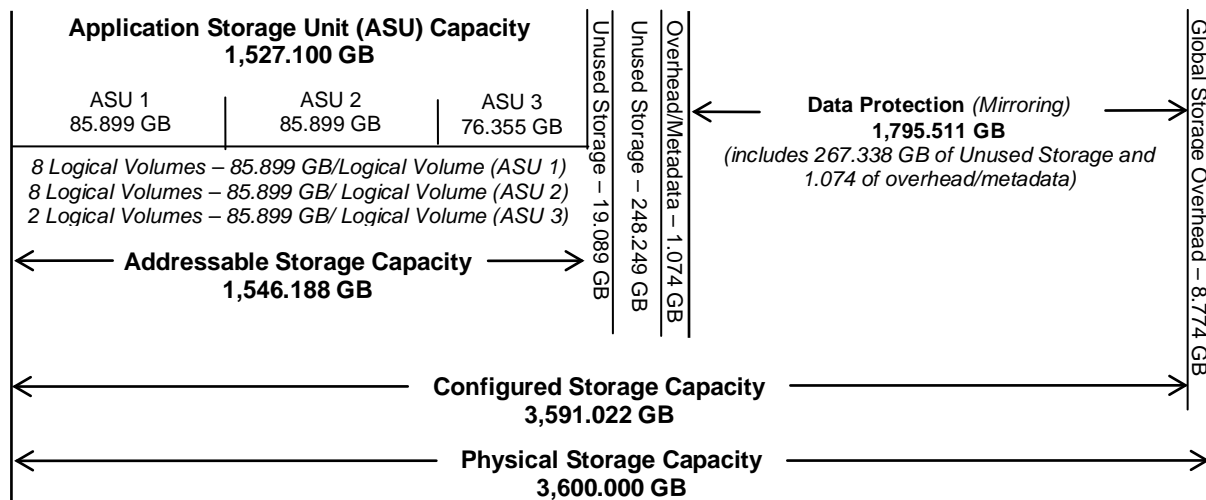 Application Storage Unit (ASU) Capacity
1,527.100 GB
ASU 1
85.899 GB
ASU 2
85.899 GB
ASU 3
76.355 GB
8 Logical Volumes – 85.899 GB/Logical Volume (ASU 1)
8 Logical Volumes – 85.899 GB/ Logical Volume (ASU 2)
2 Logical Volumes – 85.899 GB/ Logical Volume (ASU 3)
Addressable Storage Capacity
1,546.188 GB
Unused Storage – 19.089 GB
Unused Storage – 248.249 GB
Overhead/Metadata – 1.074 GB
Data Protection (Mirroring)
1,795.511 GB
(includes 267.338 GB of Unused Storage and
1.074 of overhead/metadata)
Global Storage Overhead – 8.774 GB
Configured Storage Capacity
3,591.022 GB
Physical Storage Capacity
3,600.000 GB